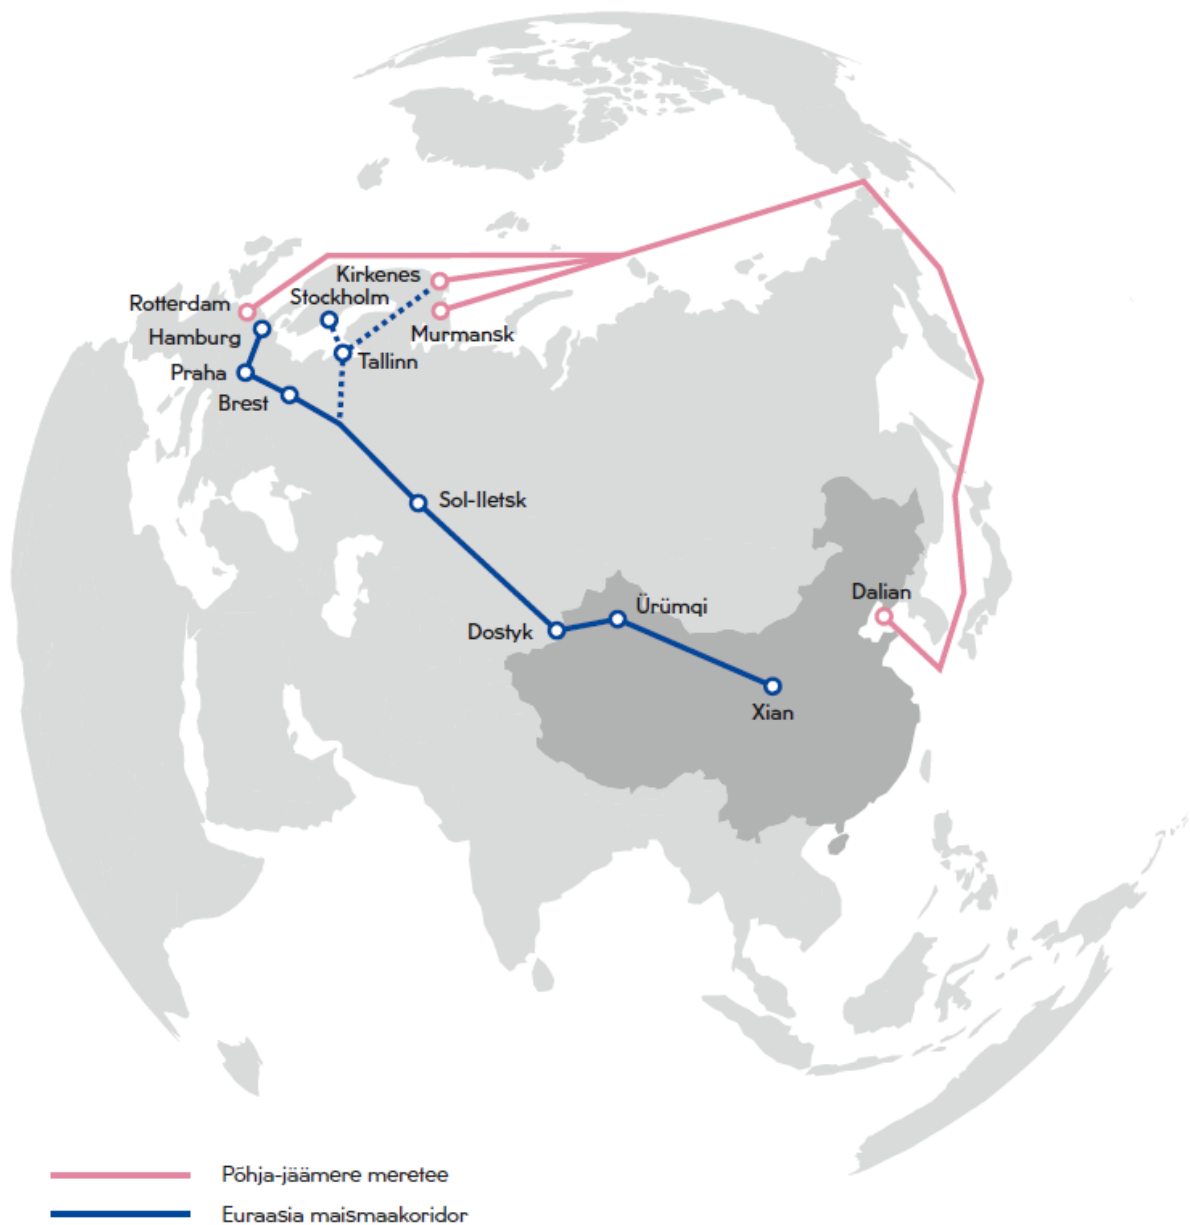 Kirkenes
Stockholm
Rotterdam
Hamburg
Murmansk
Tallinn
Praha
Brest
Sol-Iletsk
Dalian
Ürümqi
Dostyk
Xian
Põhja-jäämere meretee
Euraasia maismaakoridor